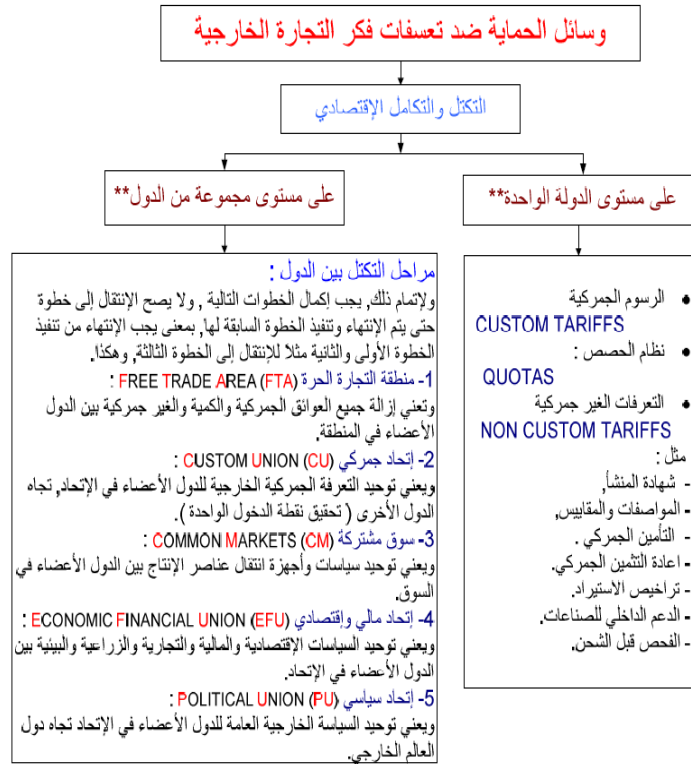 وسائل الحماية ضد تعسفات فكر التجارة الخارجية
التكتل والتكامل الإقتصادي
على مستوى الدولة الواحدة**
• الرسوم الجمركية
CUSTOM TARIFFS
• نظام الحصص :
QUOTAS
• التعرفات الغير جمركية
NON CUSTOM TARIFFS
مثل :
- شهادة المنشأ,
- المواصفات والمقاييس,
- التأمين الجمركي .
- اعادة التثمين الجمركي.
- تراخيص الاستيراد.
- الدعم الداخلي للصناعات.
- الفحص قبل الشحن.
على مستوى مجموعة من الدول**
مراحل التكتل بين الدول :
ولإتمام ذلك, يجب إكمال الخطوات التالية , ولا يصح الإنتقال إلى خطوة
حتى يتم الإنتهاء وتنفيذ الخطوة السابقة لها, بمعنى يجب الإنتهاء من تنفيذ
الخطوة الأولى والثانية مثلا للإنتقال إلى الخطوة الثالثة, وهكذا.
1- منطقة التجارة الحرة FREE TRADE AREA (FTA) :
وتعني إزالة جميع العوائق الجمركية والكمية والغير جمركية بين الدول
الأعضاء في المنطقة.
2- إتحاد جمركي CUSTOM UNION (CU) :
ويعني توحيد التعرفة الجمركية الخارجية للدول الأعضاء في الإتحاد, تجاه
الدول الأخرى ( تحقيق نقطة الدخول الواحدة ).
3- سوق مشتركة COMMON MARKETS (CM) :
ويعني توحيد سياسات وأجهزة انتقال عناصر الإنتاج بين الدول الأعضاء في
السوق.
4- إتحاد مالي وإقتصادي ECONOMIC FINANCIAL UNION (EFU) :
ويعني توحيد السياسات الإقتصادية والمالية والتجارية والزراعية والبيئية بين
الدول الأعضاء في الإتحاد.
5- إتحاد سياسي POLITICAL UNION (PU) :
ويعني توحيد السياسة الخارجية العامة للدول الأعضاء في الإتحاد تجاه دول
العالم الخارجي.